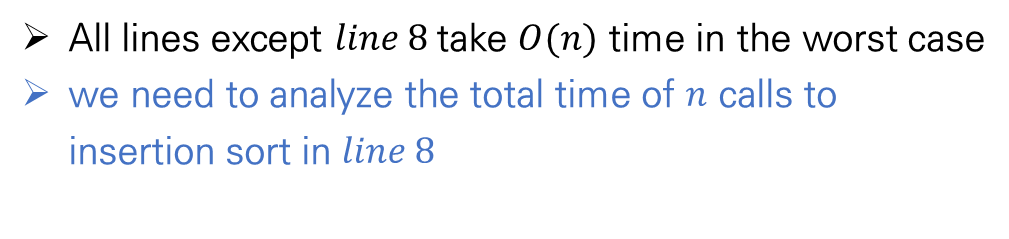 ➢ All lines except line 8 take O(n) time in the worst case
➢ we need to analyze the total time of n calls to
insertion sort in line 8